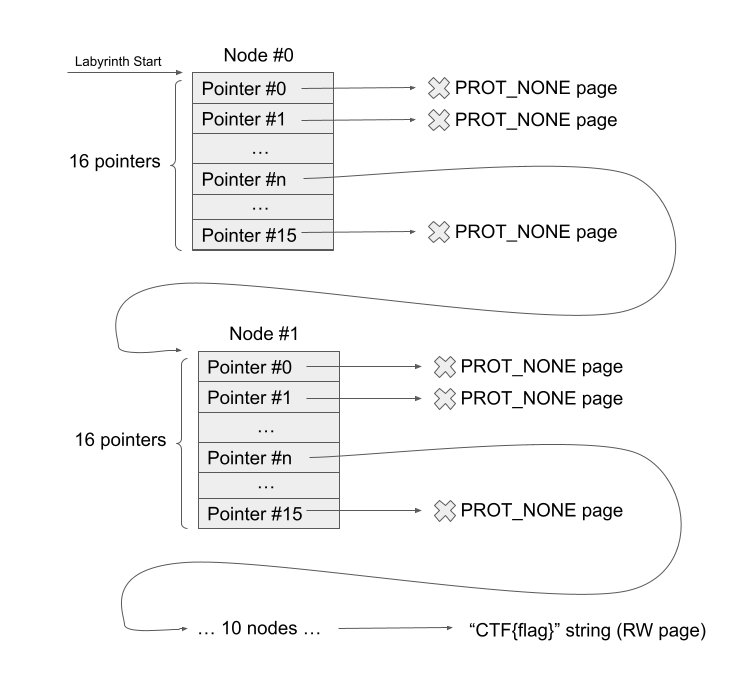 Node #0
Labyrinth Start
Pointer #0
PROT_NONE page
Pointer #1
PROT_NONE page
...
16 pointers
Pointer #n
...
Pointer #15
PROT_NONE page
Node #1
Pointer #0
PROT_NONE page
Pointer #1
PROT_NONE page
...
16 pointers
Pointer #n
...
Pointer #15
PROT_NONE page
... 10 nodes ...
“CTF{flag}” string (RW page)